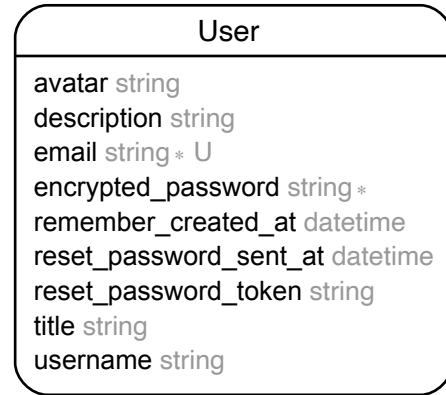 User
avatar string
description string
email string * U
encrypted_password string *
remember_created_at datetime
reset_password_sent_at datetime
reset_password_token string
title string
username string